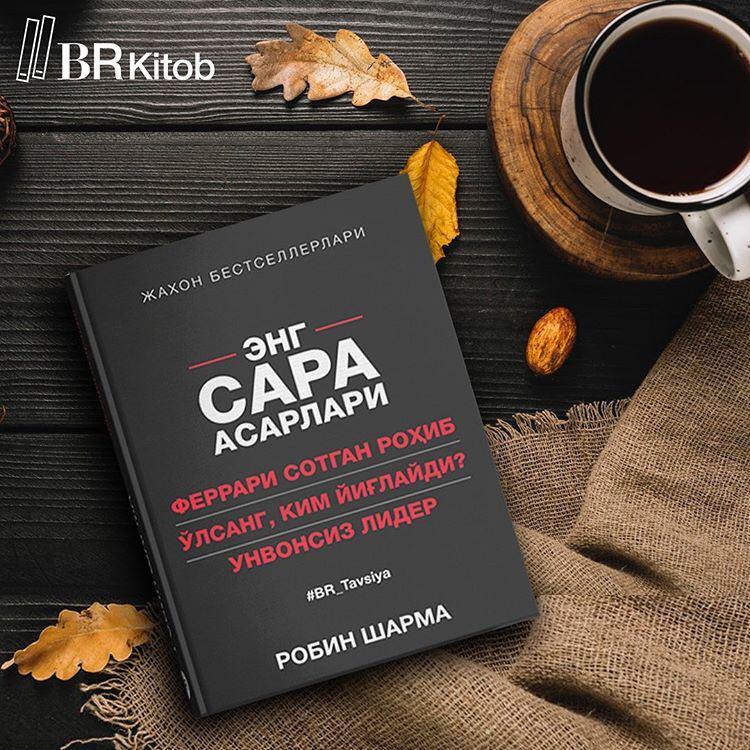 BR Kitob
ЖАХОН БЕСТСЕЛЛЕРЛАРИ
ЭНГ
САРА
АСАРЛАРИ
ФЕРРАРИ СОТГАН РОҲИБ
ЎЛСАНГ, КИМ ЙИҒЛАЙДИ?
УНВОНСИЗ ЛИДЕР
#BR_Tavsiya
РОБИН ШАРМА